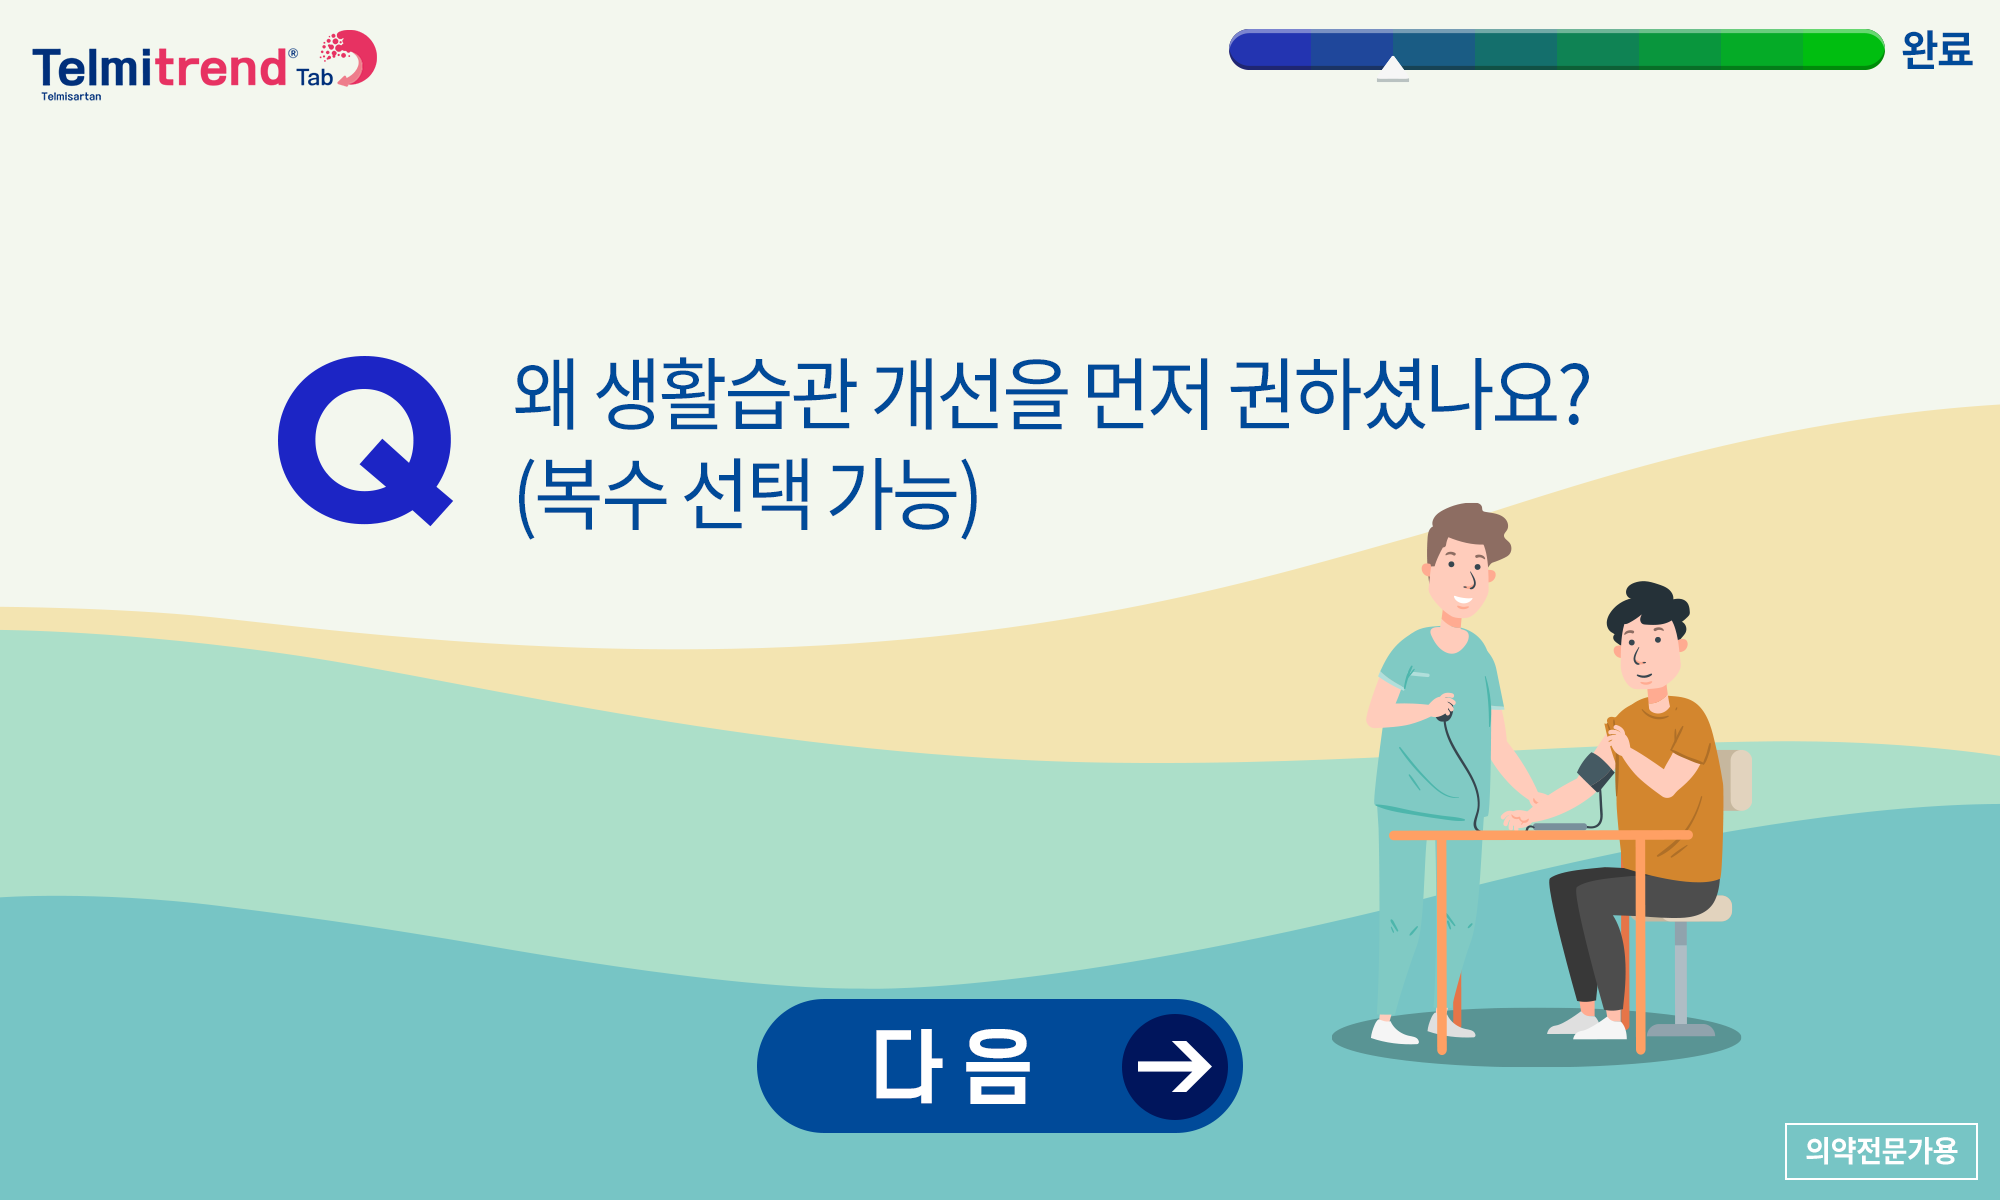 Telmitrend® Tab
Telmisartan
완료
Q
왜 생활습관 개선을 먼저 권하셨나요?
(복수 선택 가능)
다음
의약전문가용